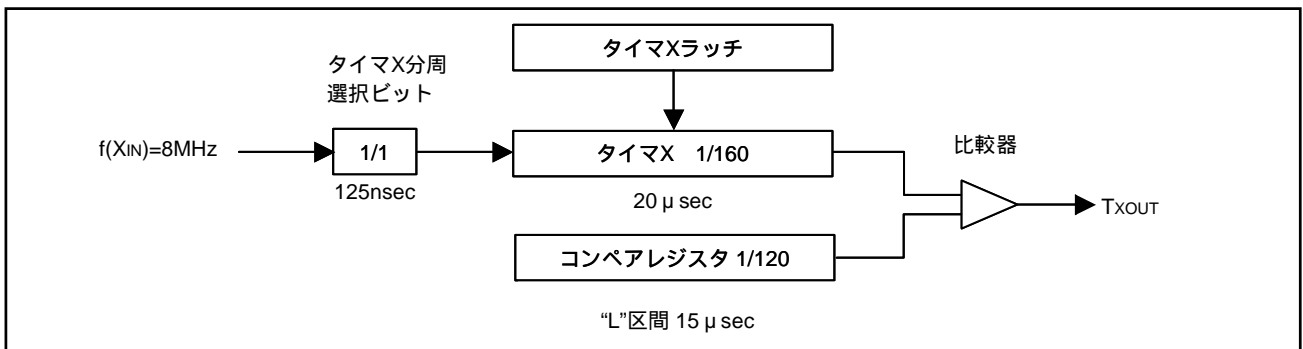 タイマXラッチ
タイマX分周
選択ビット
f(XIN)=8MHz
1/1
タイマX 1/160
比較器
125nsec
20 μ sec
TXOUT
コンペアレジスタ 1/120
“L”区間 15 μ sec